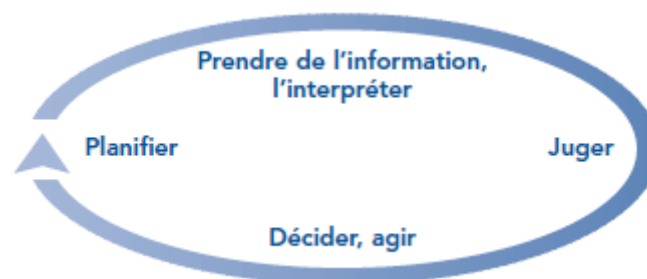 Prendre de l’information,
l’interpréter
Planifier
Juger
Décider, agir